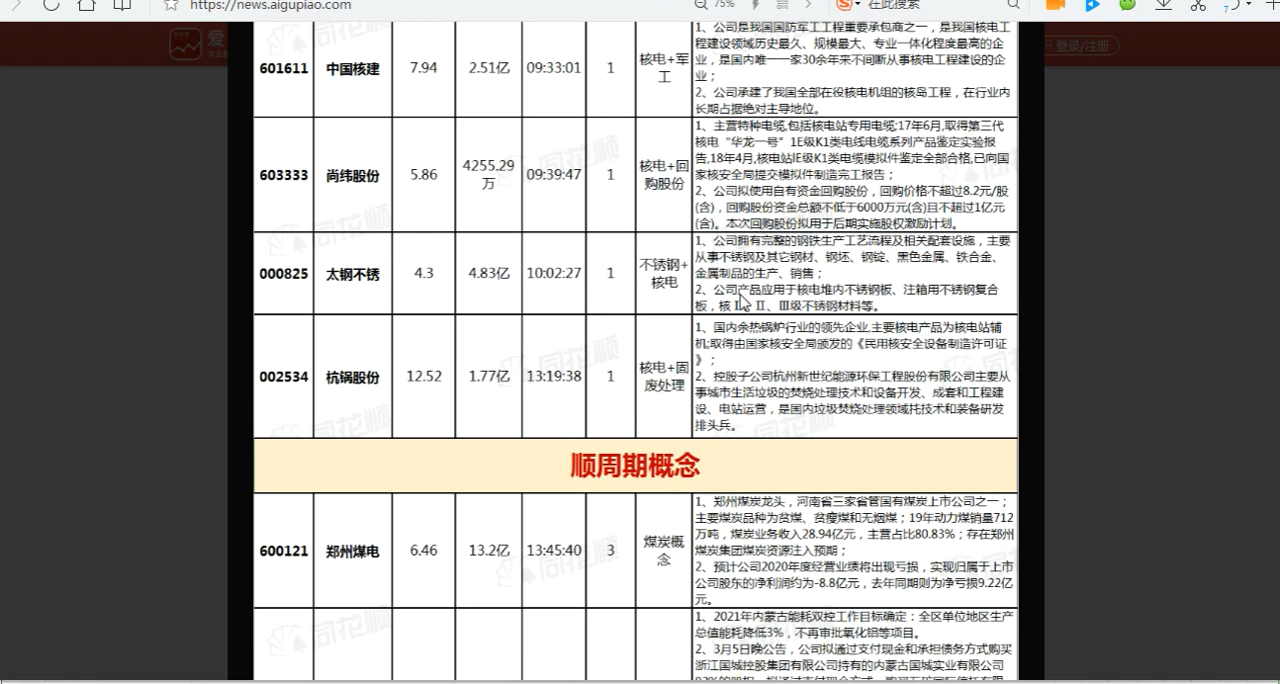 https://news.aigupiao.com
75%
在此搜索
爱
登录/注册
601611 中国核建 7.94 2.51亿 09:33:01 1 核电+军工
1、公司是我国国防军工工程重要承包商之一，是我国核电工
程建设领域历史最久、规模最大、专业一体化程度最高的企
业，是国内唯一一家30余年来不间断从事核电工程建设的企
业；
2、公司承建了我国全部在役核电机组的核岛工程，在行业内
长期占据绝对主导地位。
603333 尚纬股份 5.86 4255.29万 09:39:47 1 核电+回购股份
1、主营特种电缆,包括核电站专用电缆;17年6月,取得第三代
核电“华龙一号”1E级K1类电线电缆系列产品鉴定实验报
告,18年4月,核电站IE级K1类电缆模拟件鉴定全部合格,已向国
家核安全局提交模拟件制造完工报告；
2、公司拟使用自有资金回购股份，回购价格不超过8.2元/股
(含)，回购股份资金总额不低于6000万元(含)且不超过1亿元
(含)。本次回购股份拟用于后期实施股权激励计划。
000825 太钢不锈 4.3 4.83亿 10:02:27 1 不锈钢+核电
1、公司拥有完整的钢铁生产工艺流程及相关配套设施，主要
从事不锈钢及其它钢材、钢坯、钢锭、黑色金属、铁合金、
金属制品的生产、销售；
2、公司产品应用于核电堆内不锈钢板、注箱用不锈钢复合
板，核Ⅰ、Ⅱ、Ⅲ级不锈钢材料等。
002534 杭锅股份 12.52 1.77亿 13:19:38 1 核电+固废处理
1、国内余热锅炉行业的领先企业,主要核电产品为核电站辅
机;取得由国家核安全局颁发的《民用核安全设备制造许可证
》；
2、控股子公司杭州新世纪能源环保工程股份有限公司主要从
事城市生活垃圾的焚烧处理技术和设备开发、成套和工程建
设、电站运营，是国内垃圾焚烧处理领域托技术和装备研发
排头兵。
顺周期概念
600121 郑州煤电 6.46 13.2亿 13:45:40 3 煤炭概念
1、郑州煤炭龙头，河南省三家省管国有煤炭上市公司之一；
主要煤炭品种为贫煤、贫瘦煤和无烟煤；19年动力煤销量712
万吨，煤炭业务收入28.94亿元，主营占比80.83%；存在郑州
煤炭集团煤炭资源注入预期；
2、预计公司2020年度经营业绩将出现亏损，实现归属于上市
公司股东的净利润约为-8.8亿元，去年同期则为净亏损9.22亿
元。
1、2021年内蒙古能耗双控工作目标确定：全区单位地区生产
总值能耗降低3%，不再审批氧化铝等项目。
2、3月5日晚公告，公司拟通过支付现金和承担债务方式购买
浙江国城控股集团有限公司持有的内蒙古国城实业有限公司
同花顺